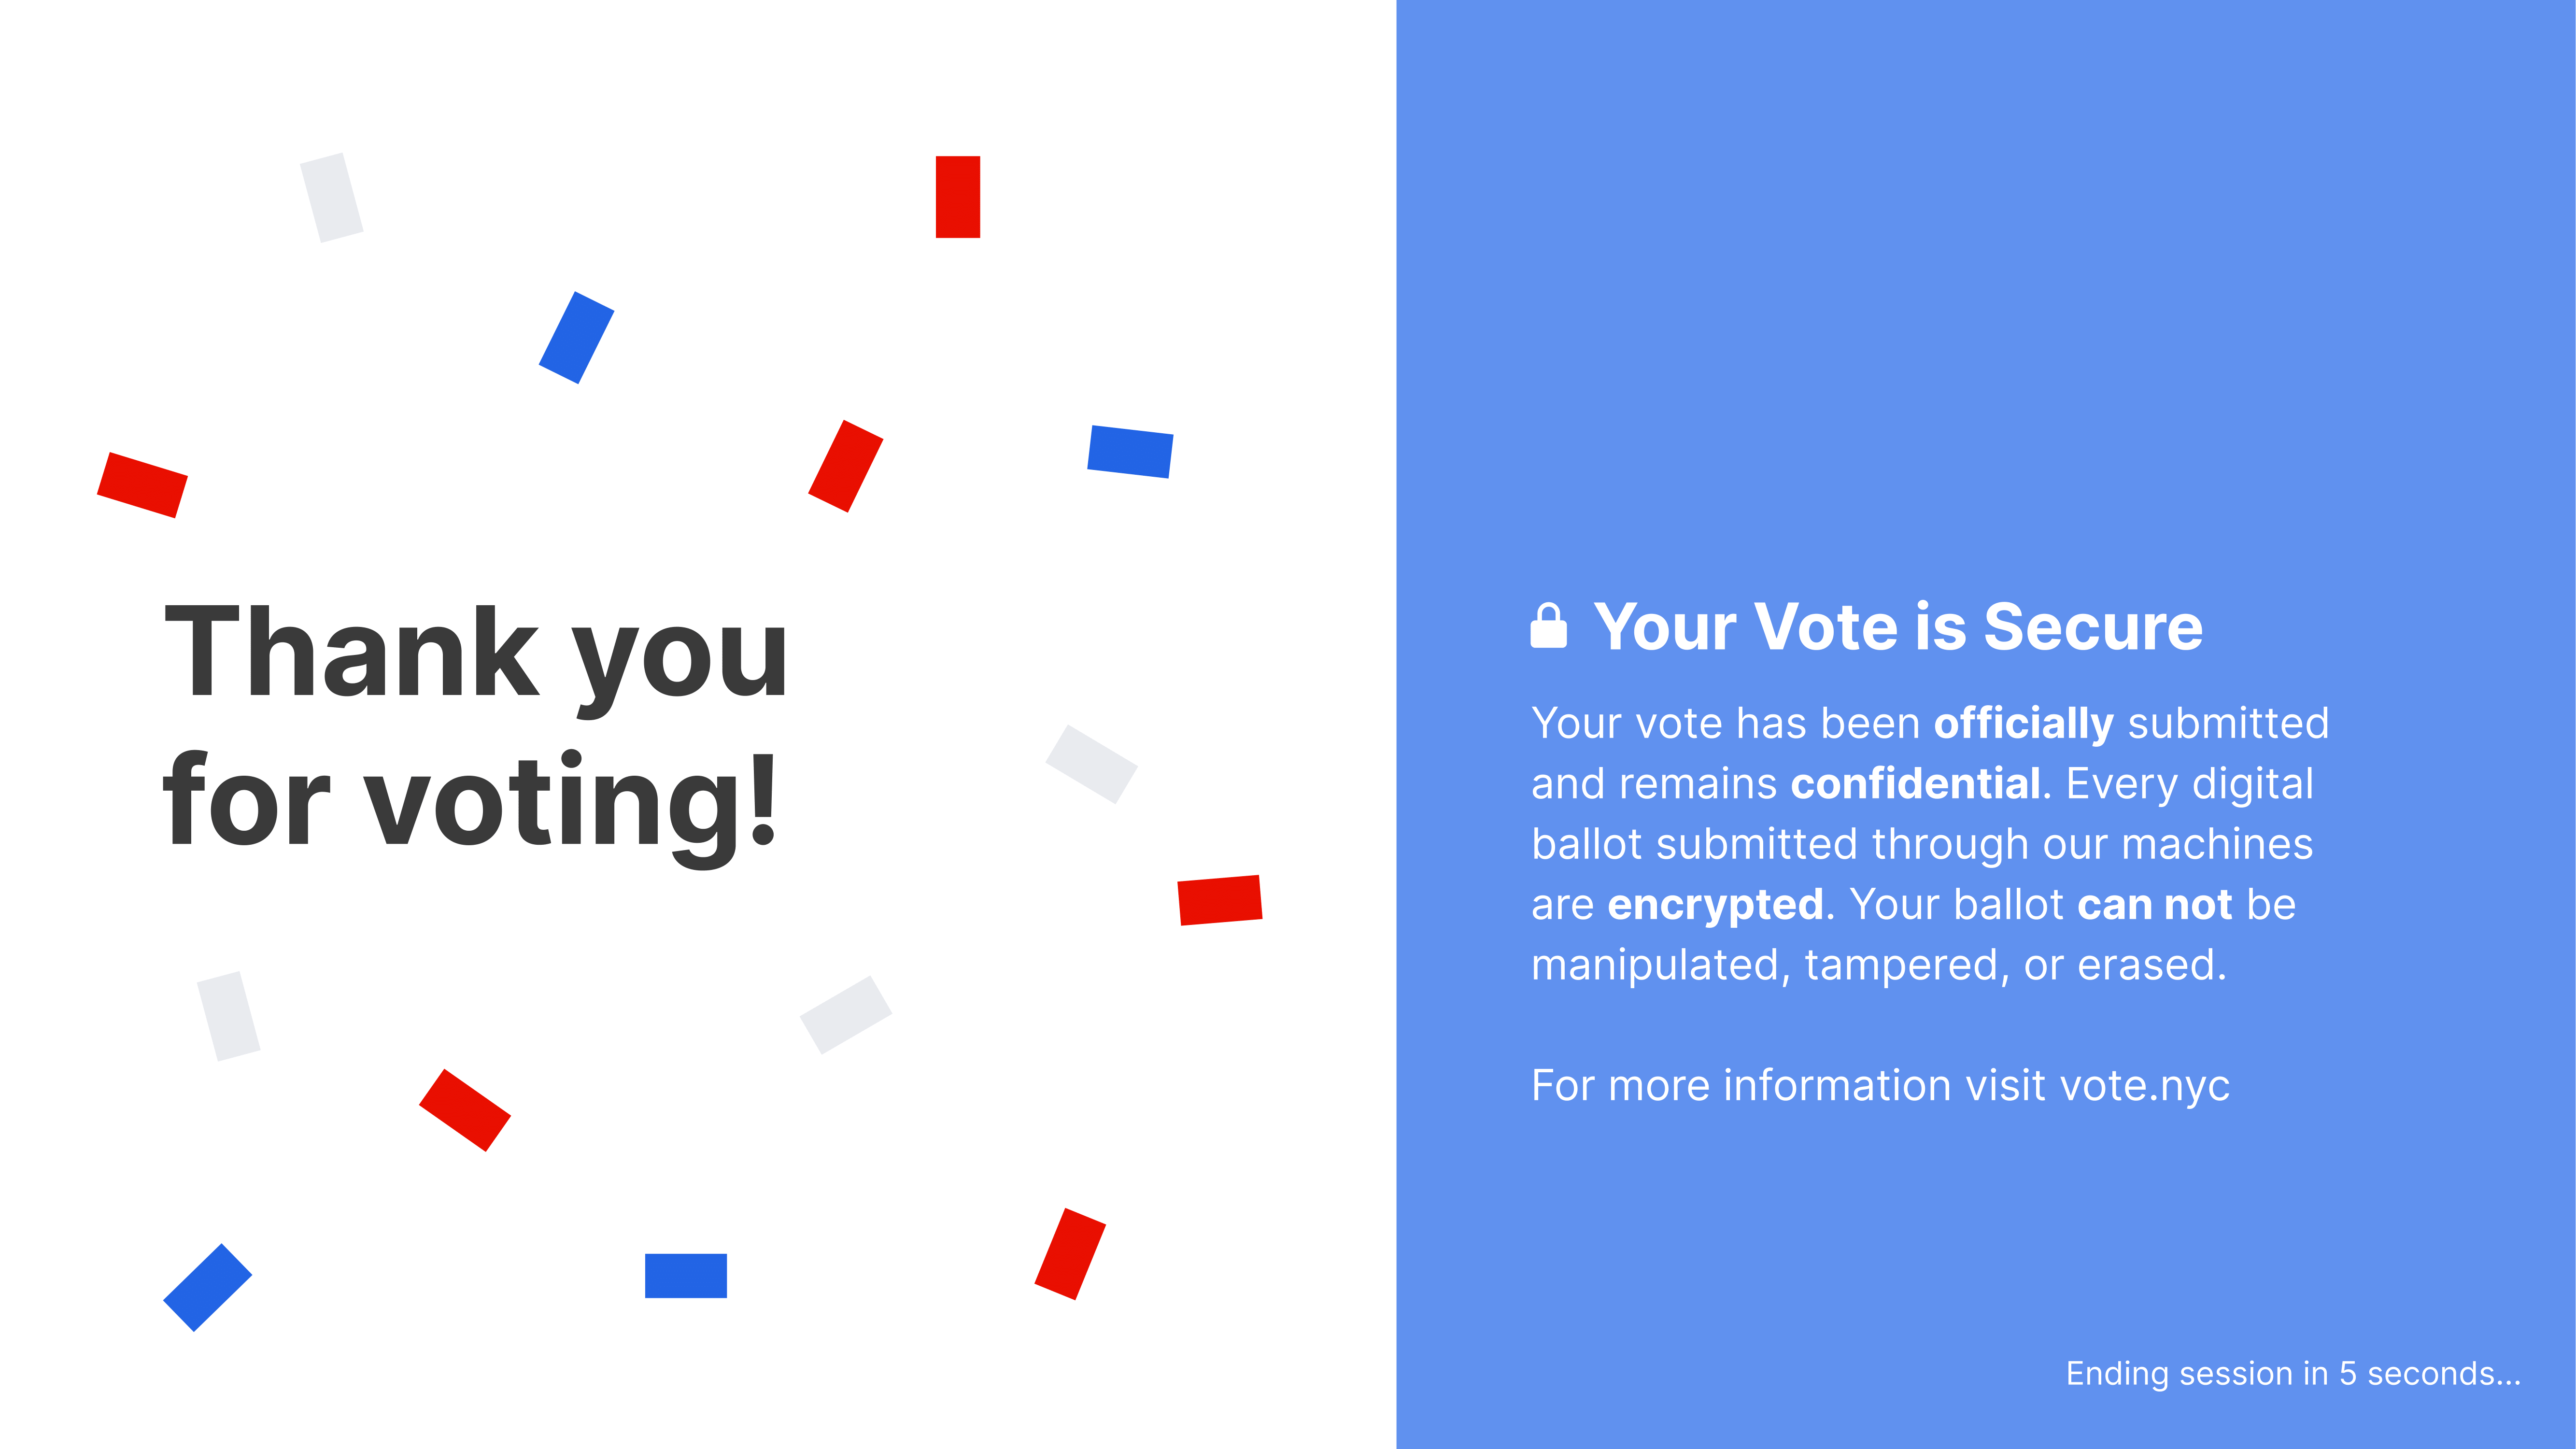 Thank you
for voting!
Your Vote is Secure
Your vote has been officially submitted
and remains confidential. Every digital
ballot submitted through our machines
are encrypted. Your ballot can not be
manipulated, tampered, or erased.
For more information visit vote.nyc
Ending session in 5 seconds...